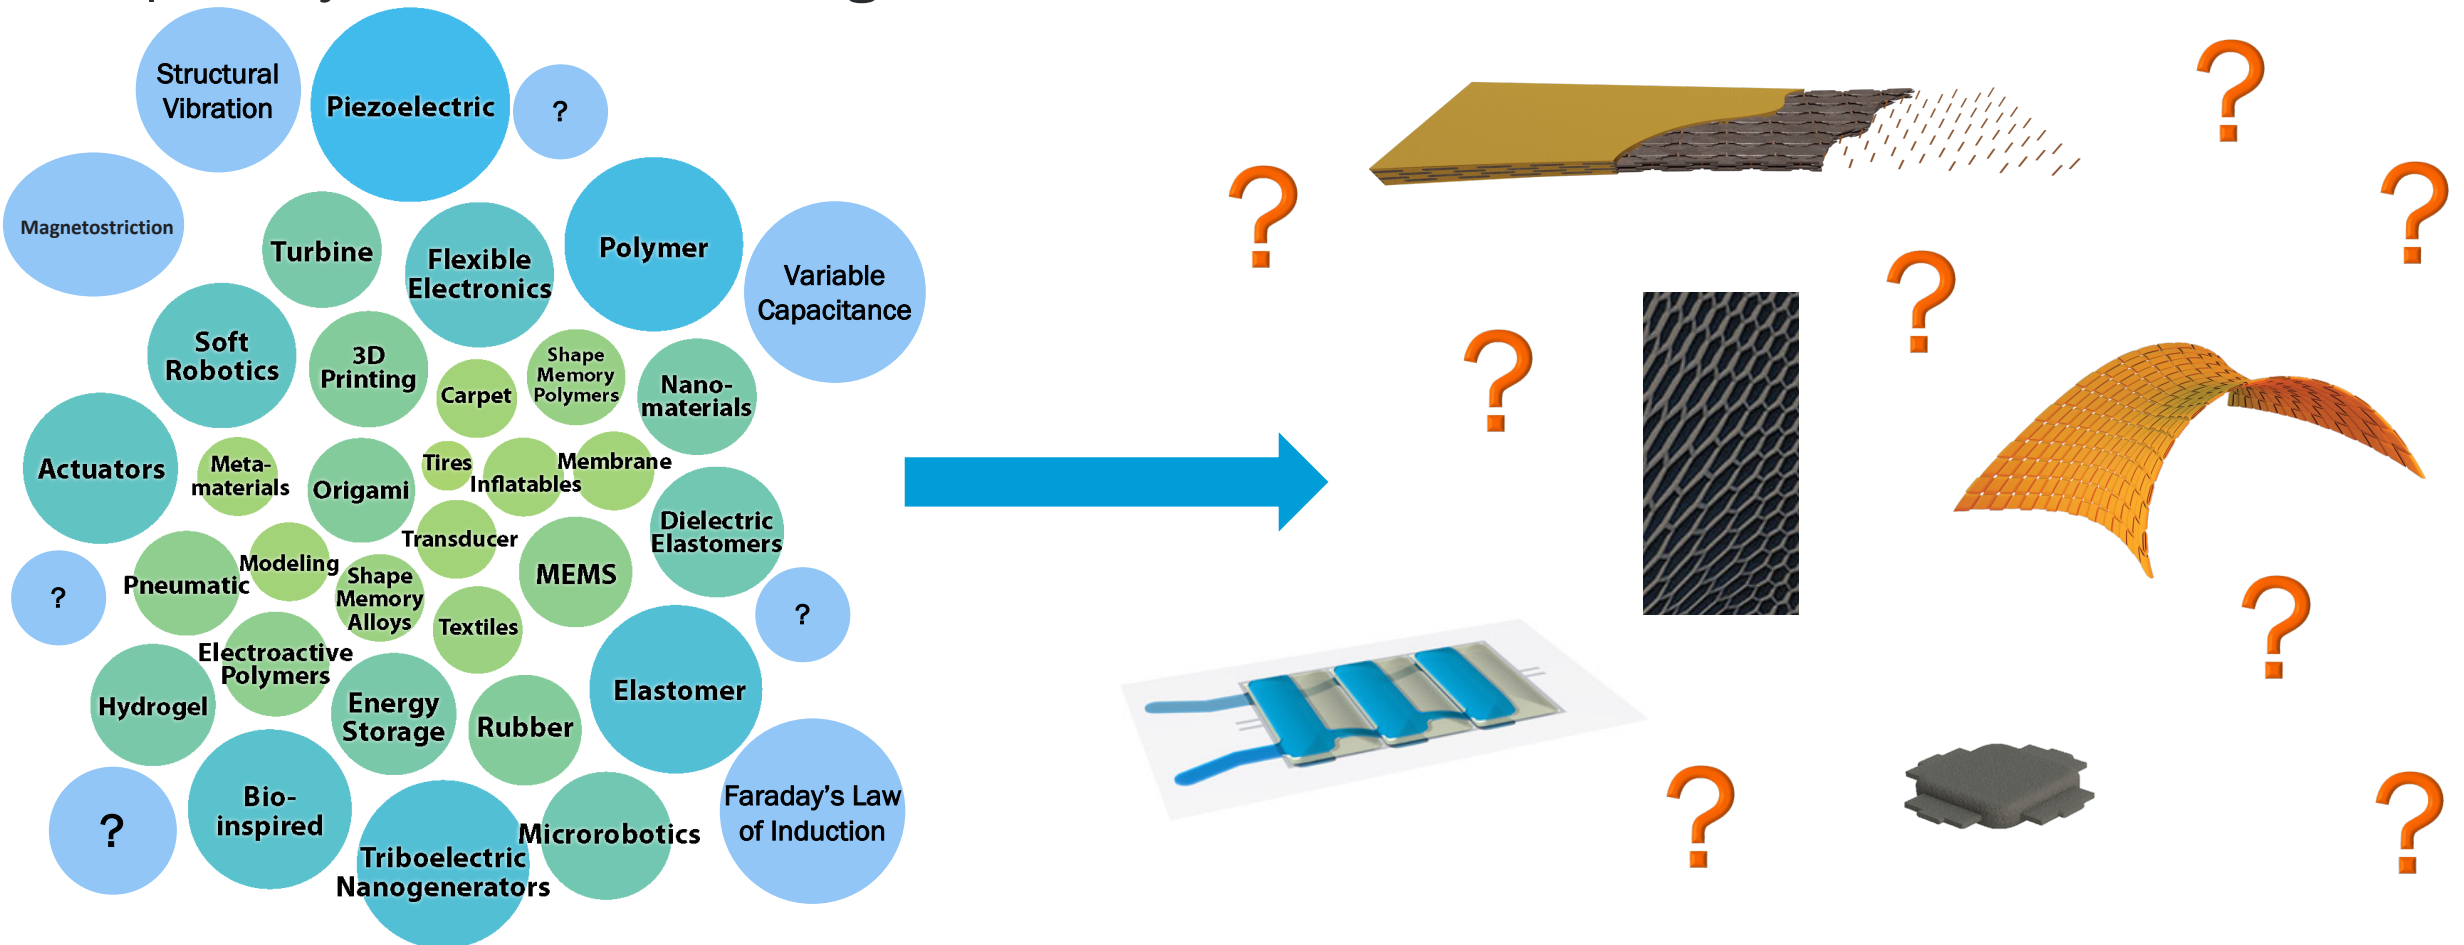 Structural
Vibration
Piezoelectric
?
Magnetostriction
Turbine
Flexible
Electronics
Polymer
Variable
Capacitance
Soft
Robotics
3D
Printing
Carpet
Shape
Memory
Polymers
Nano-
materials
Actuators
Meta-
materials
Origami
Tires
Inflatables
Membrane
Transducer
Dielectric
Elastomers
?
Pneumatic
Modeling
Shape
Memory
Alloys
Textiles
MEMS
?
Hydrogel
Electroactive
Polymers
Energy
Storage
Rubber
Elastomer
?
Bio-
inspired
Triboelectric
Nanogenerators
Microrobotics
Faraday's Law
of Induction
?
?
?
?
?
?
?
?